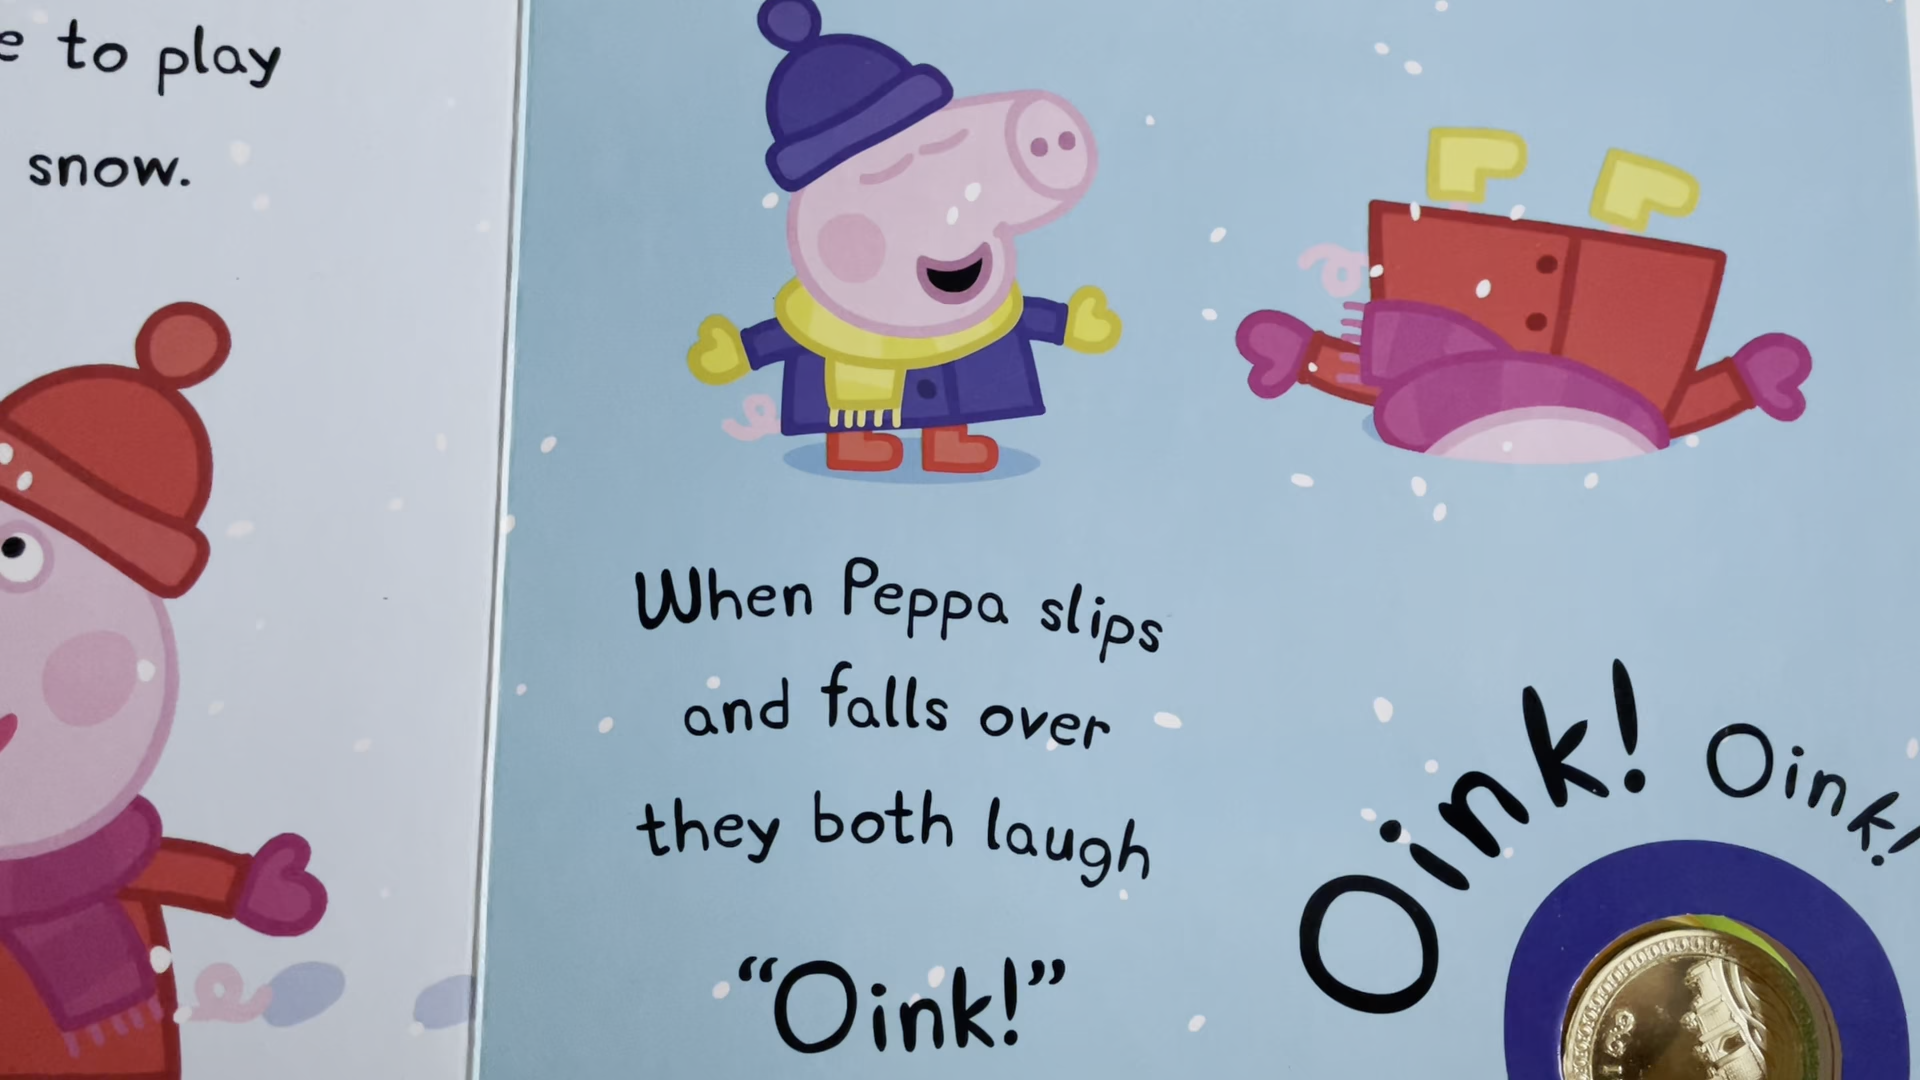 to play
snow.
When Peppa slips
and falls over
they both laugh
“Oink!”
Oink!
Oink!